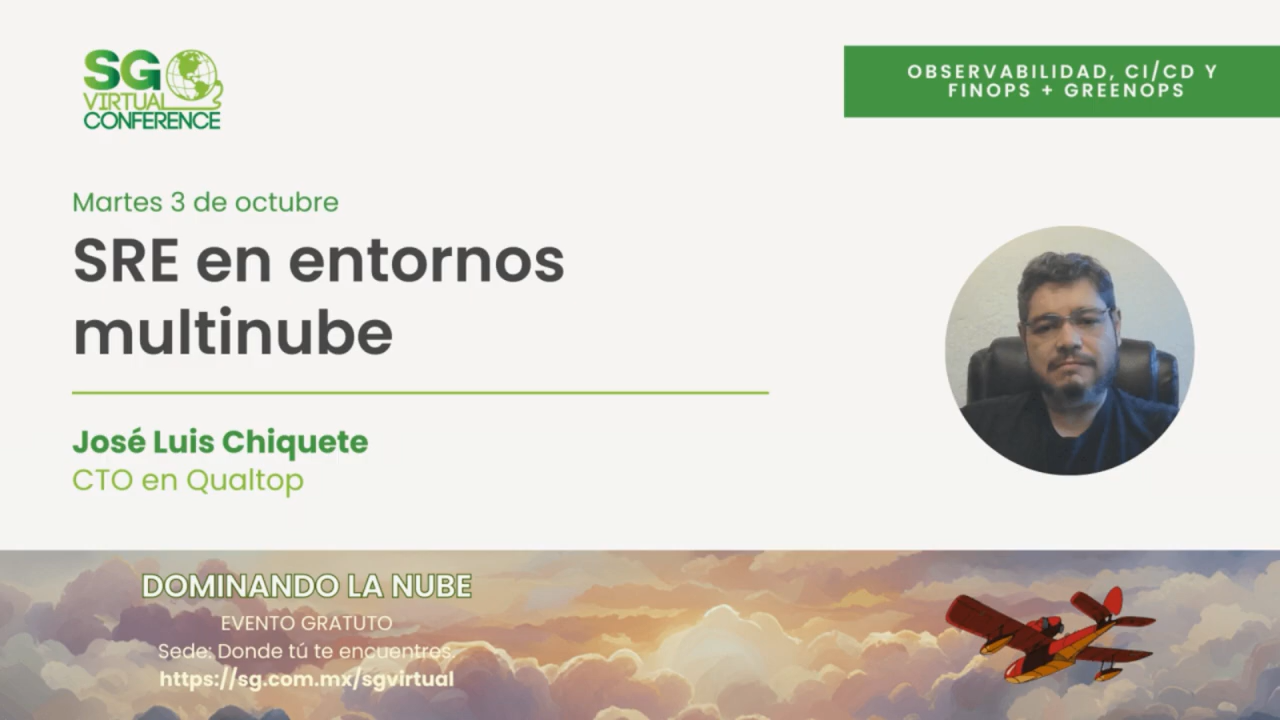 SG
VIRTUAL
CONFERENCE
OBSERVABILIDAD, CI/CD Y
FINOPS + GREENOPS
Martes 3 de octubre
SRE en entornos
multinube
José Luis Chiquete
CTO en Qualtop
DOMINANDO LA NUBE
EVENTO GRATUTO
Sede: Donde tú te encuentres.
https://sg.com.mx/sgvirtual